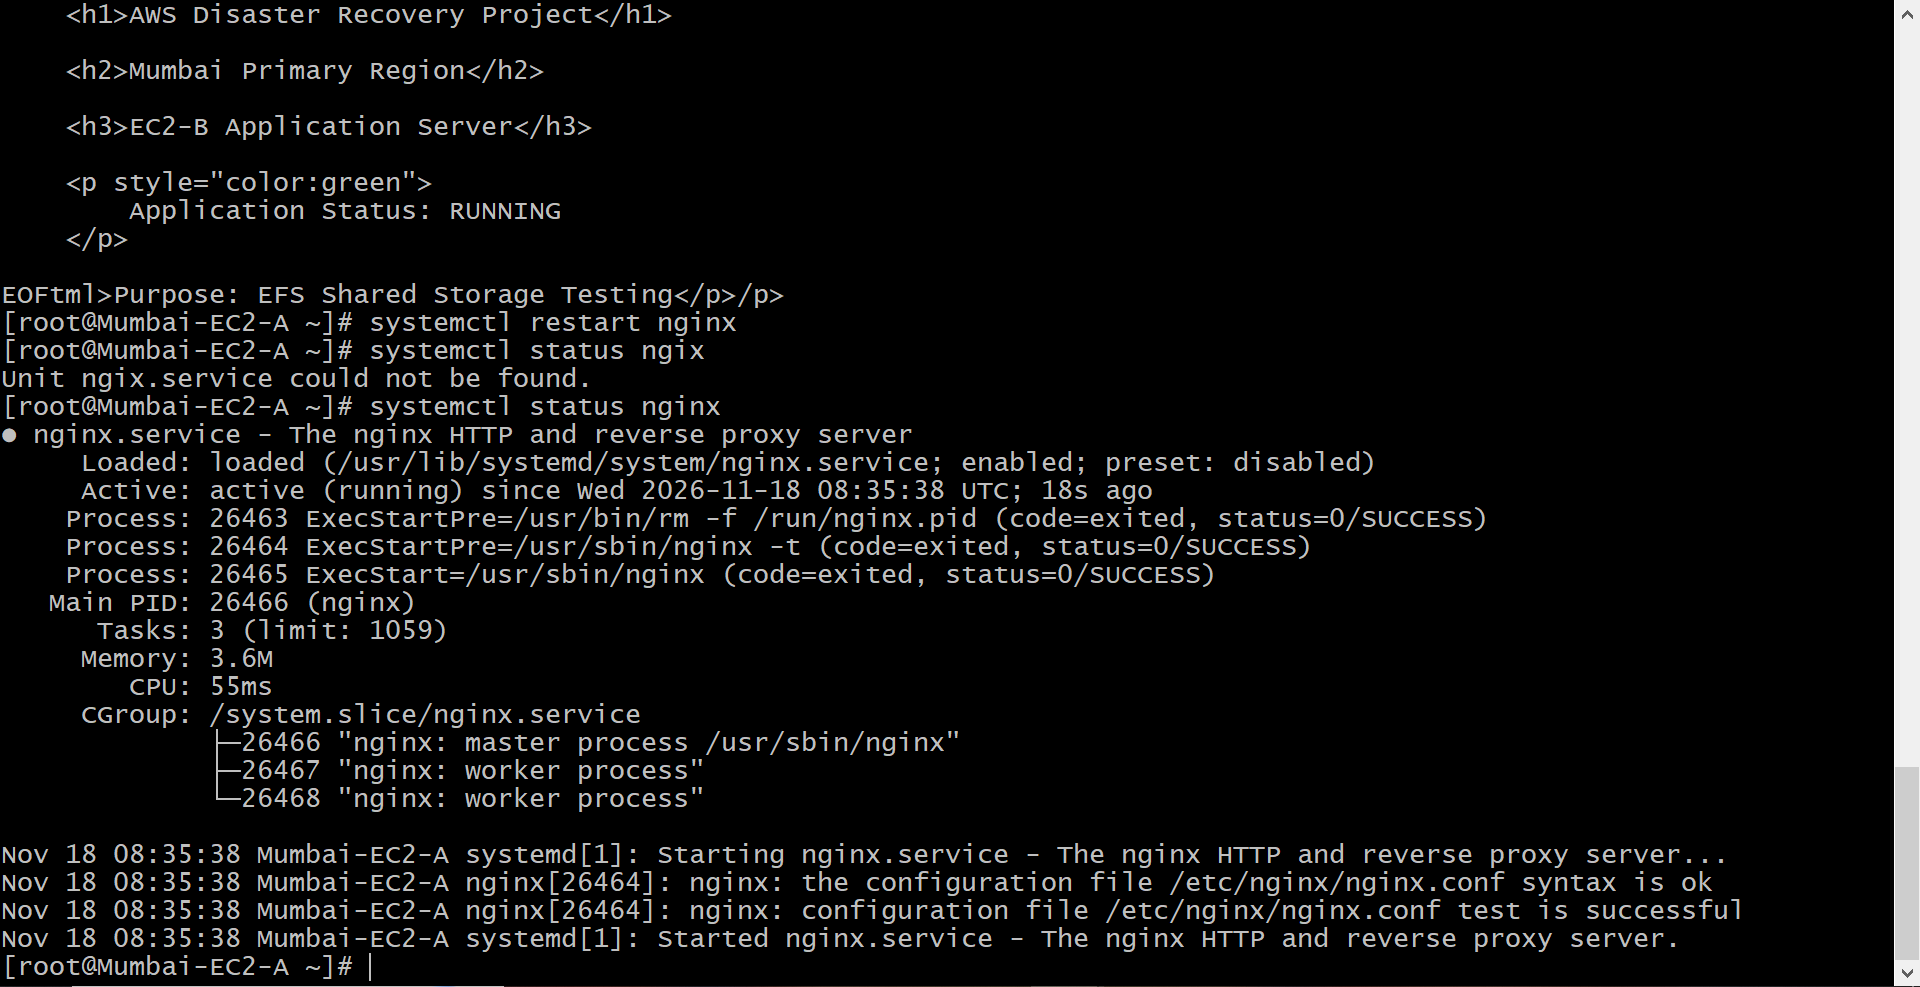 <h1>AWS Disaster Recovery Project</h1>
<h2>Mumbai Primary Region</h2>
<h3>EC2-B Application Server</h3>
<p style="color:green">
Application Status: RUNNING
</p>
EOFtml>Purpose: EFS Shared Storage Testing</p>/p>
[root@Mumbai-EC2-A ~]# systemctl restart nginx
[root@Mumbai-EC2-A ~]# systemctl status ngix
Unit ngix.service could not be found.
[root@Mumbai-EC2-A ~]# systemctl status nginx
● nginx.service - The nginx HTTP and reverse proxy server
Loaded: loaded (/usr/lib/systemd/system/nginx.service; enabled; preset: disabled)
Active: active (running) since Wed 2026-11-18 08:35:38 UTC; 18s ago
Process: 26463 ExecStartPre=/usr/bin/rm -f /run/nginx.pid (code=exited, status=0/SUCCESS)
Process: 26464 ExecStartPre=/usr/sbin/nginx -t (code=exited, status=0/SUCCESS)
Process: 26465 ExecStart=/usr/sbin/nginx (code=exited, status=0/SUCCESS)
Main PID: 26466 (nginx)
Tasks: 3 (limit: 1059)
Memory: 3.6M
CPU: 55ms
CGroup: /system.slice/nginx.service
├─26466 "nginx: master process /usr/sbin/nginx"
├─26467 "nginx: worker process"
└─26468 "nginx: worker process"
Nov 18 08:35:38 Mumbai-EC2-A systemd[1]: Starting nginx.service - The nginx HTTP and reverse proxy server...
Nov 18 08:35:38 Mumbai-EC2-A nginx[26464]: nginx: the configuration file /etc/nginx/nginx.conf syntax is ok
Nov 18 08:35:38 Mumbai-EC2-A nginx[26464]: nginx: configuration file /etc/nginx/nginx.conf test is successful
Nov 18 08:35:38 Mumbai-EC2-A systemd[1]: Started nginx.service - The nginx HTTP and reverse proxy server.
[root@Mumbai-EC2-A ~]#